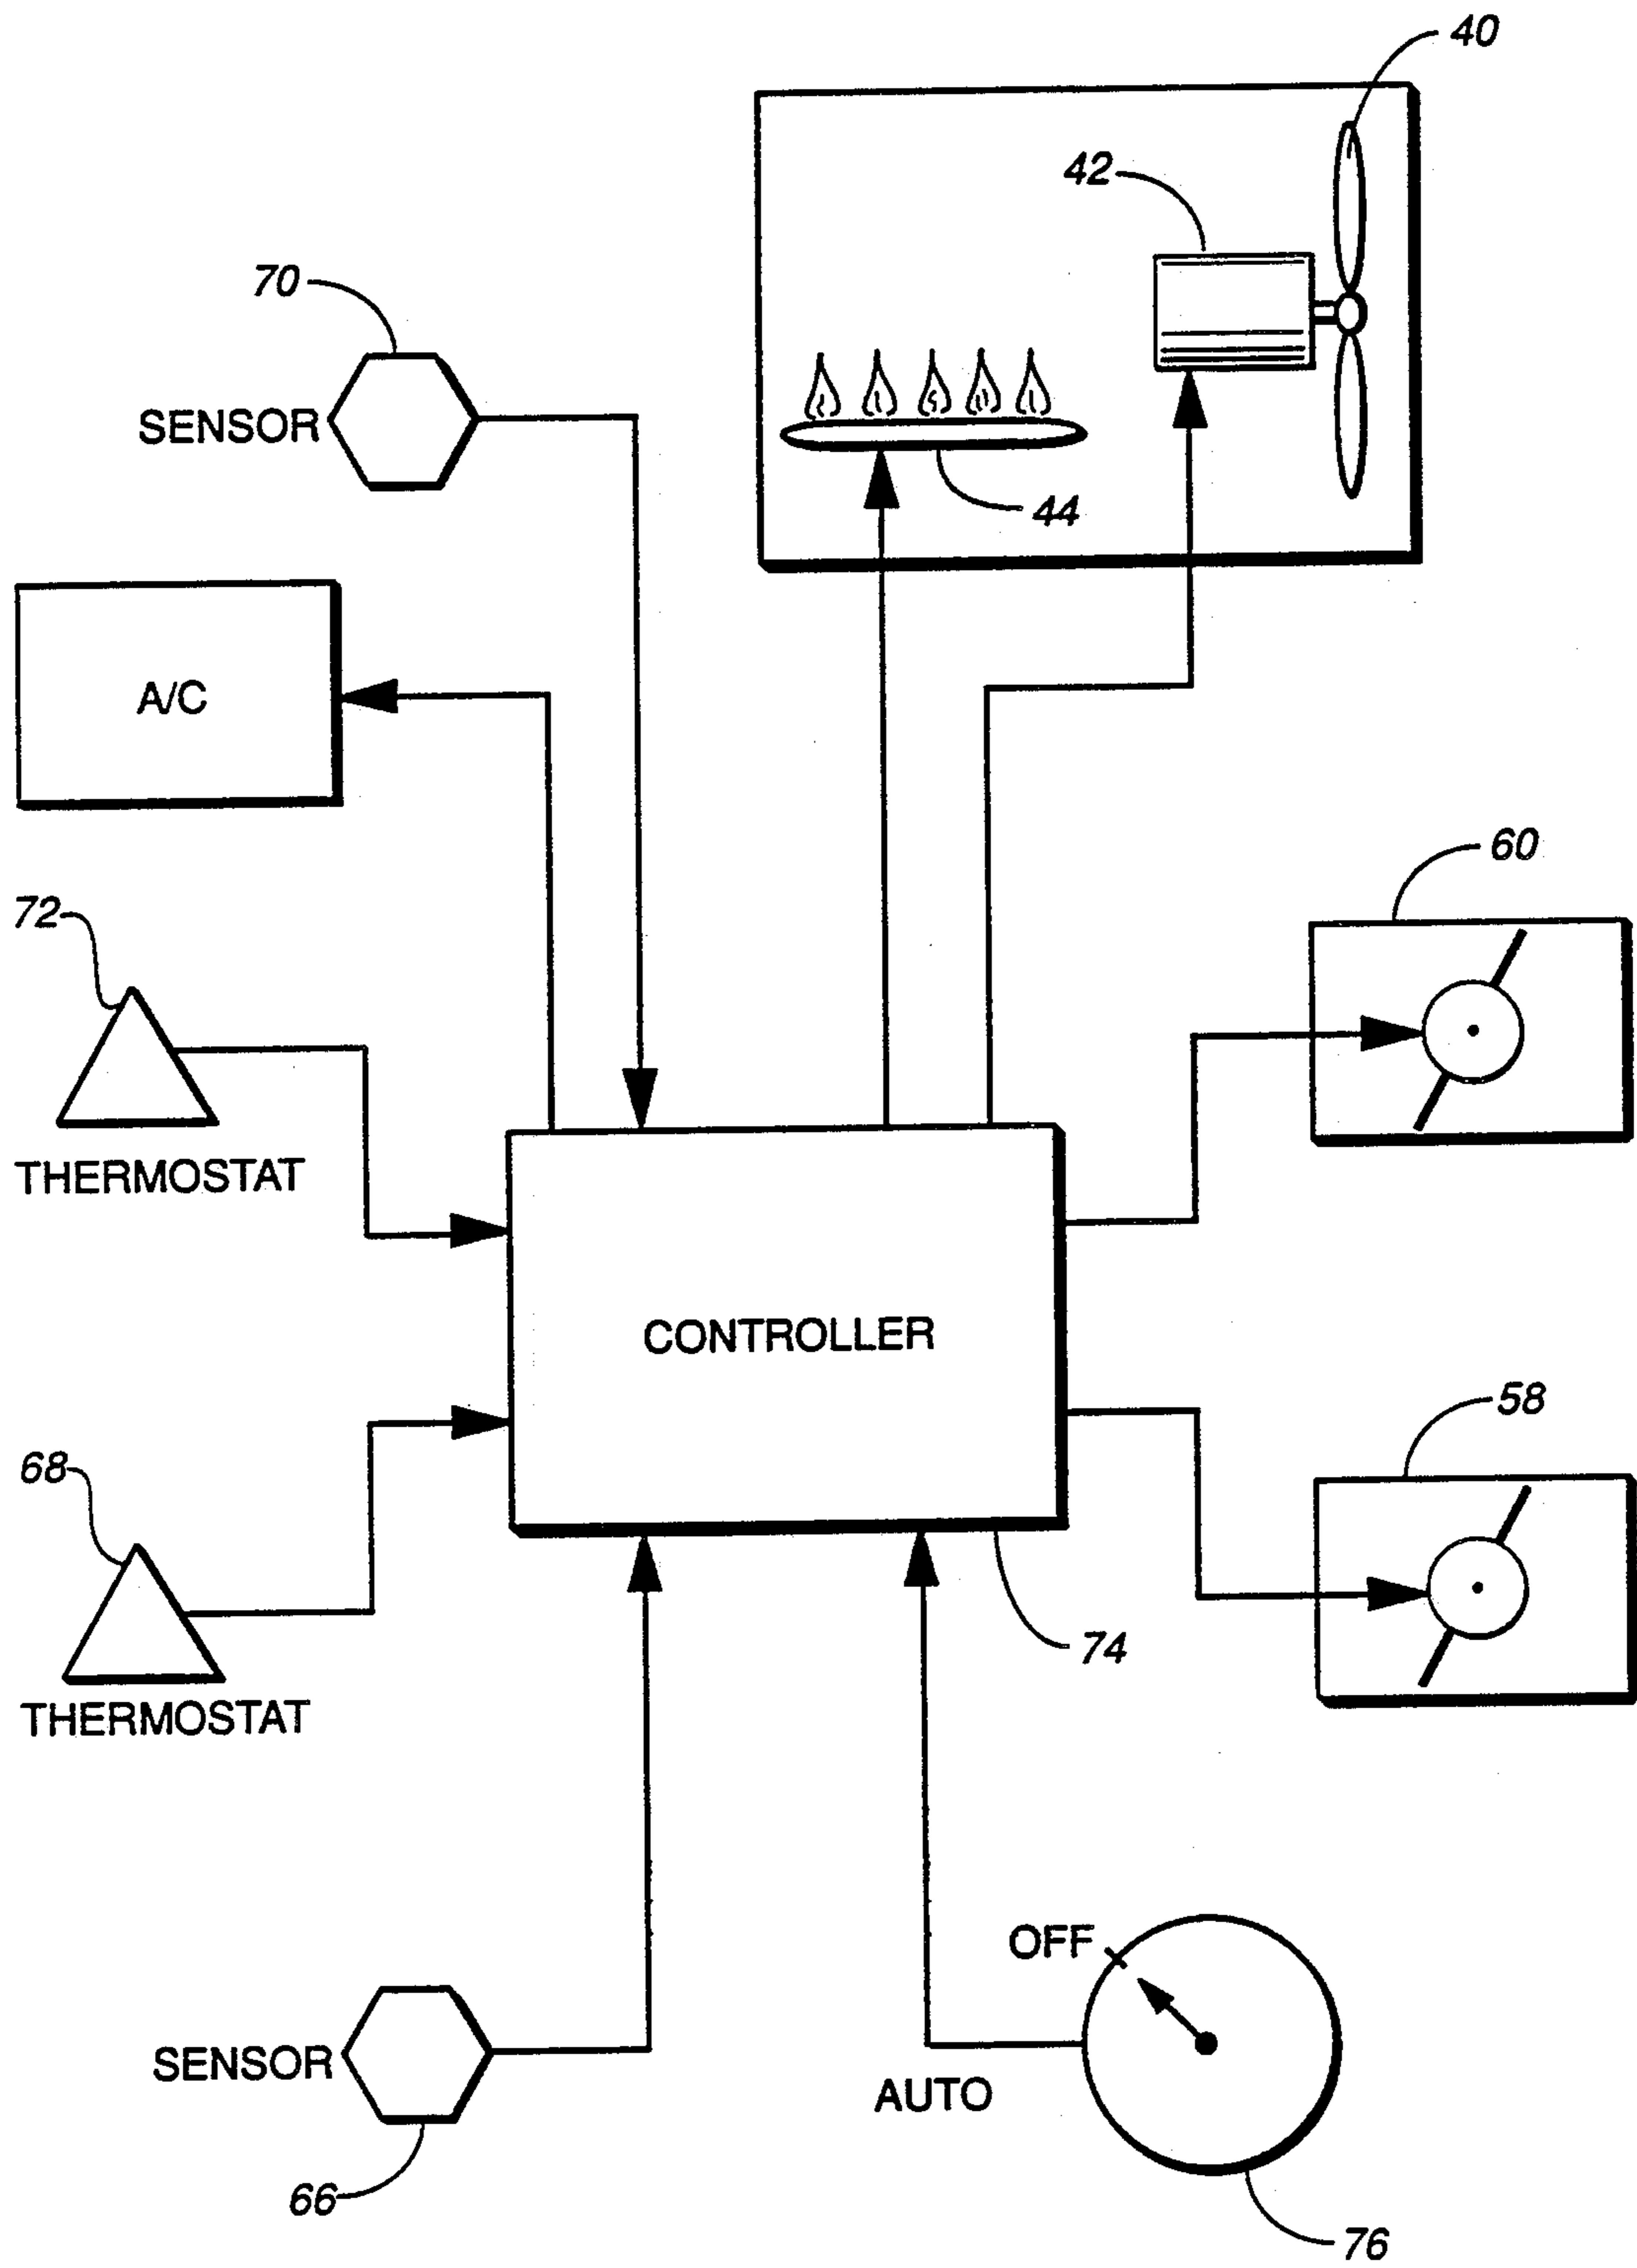 40
42
70
SENSOR
44
A/C
60
72
THERMOSTAT
CONTROLLER
58
68
74
THERMOSTAT
OFF
SENSOR
AUTO
66
76